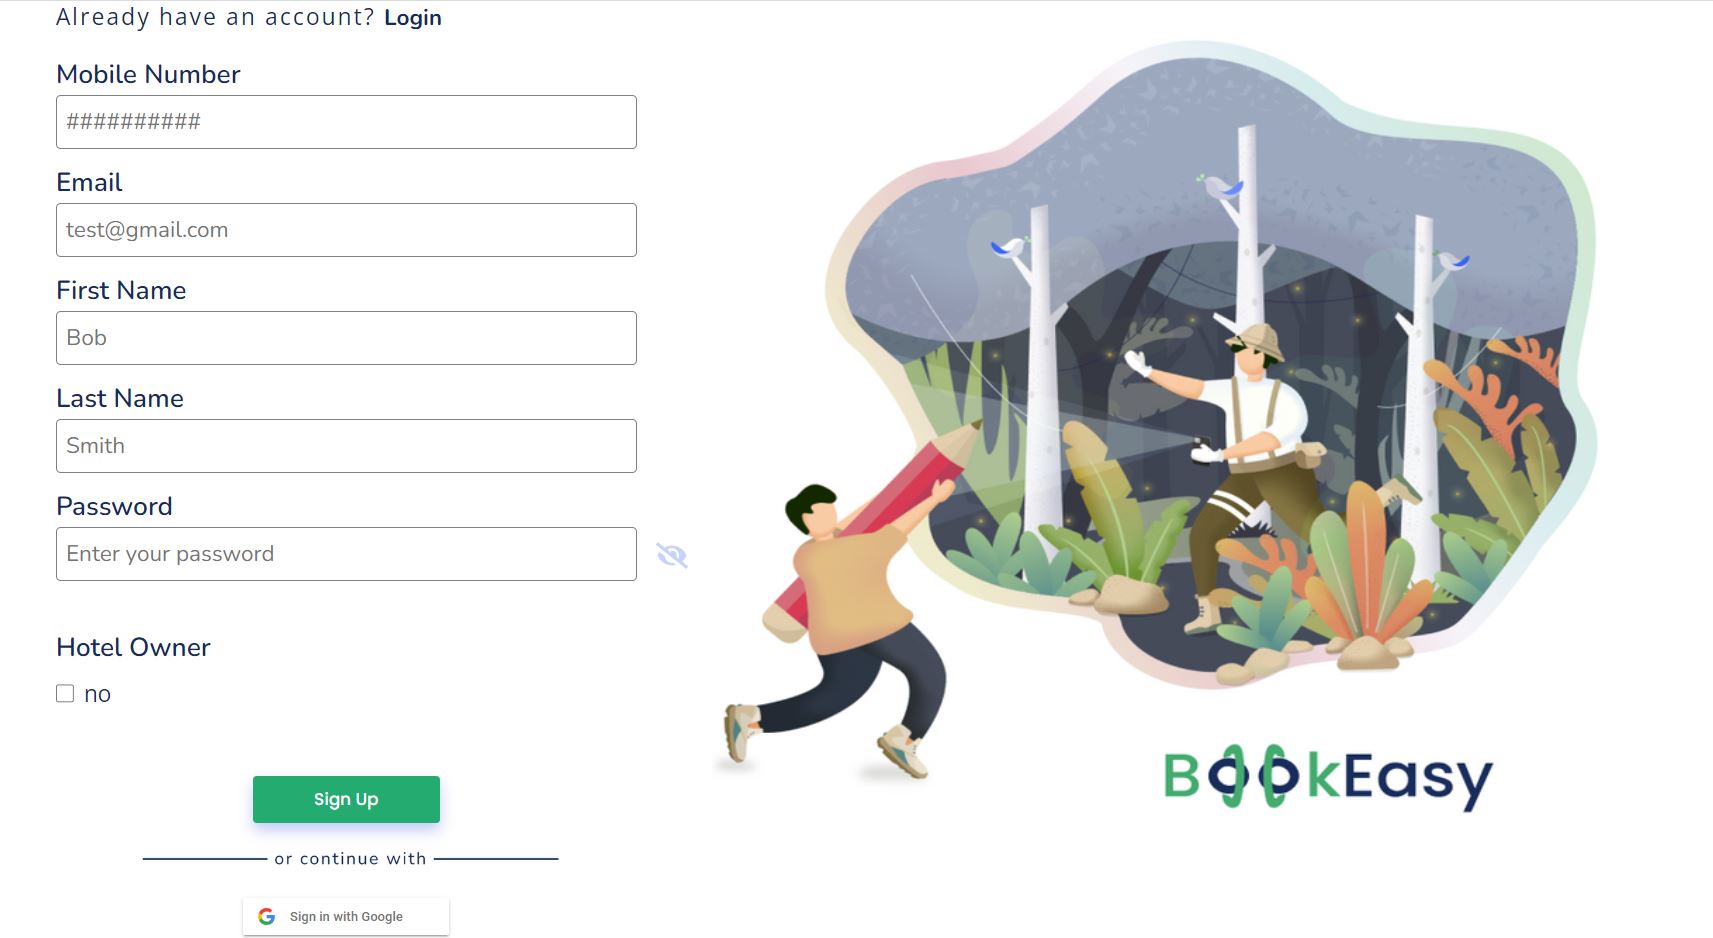 Already have an account? Login
Mobile Number
##########
Email
test@gmail.com
First Name
Bob
Last Name
Smith
Password
Enter your password
Hotel Owner
no
Sign Up
or continue with
Sign in with Google
BookEasy